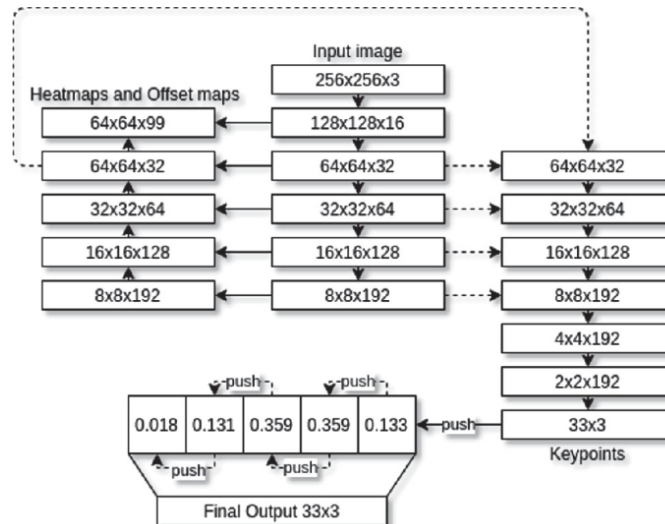 Input image
256x256x3
Heatmaps and Offset maps
64x64x99
128x128x16
64x64x32
64x64x32
64x64x32
32x32x64
32x32x64
32x32x64
16x16x128
16x16x128
16x16x128
8x8x192
8x8x192
8x8x192
4x4x192
2x2x192
push
push
0.018
0.131
0.359
0.359
0.133
push
33x3
push
push
Keypoints
Final Output 33x3